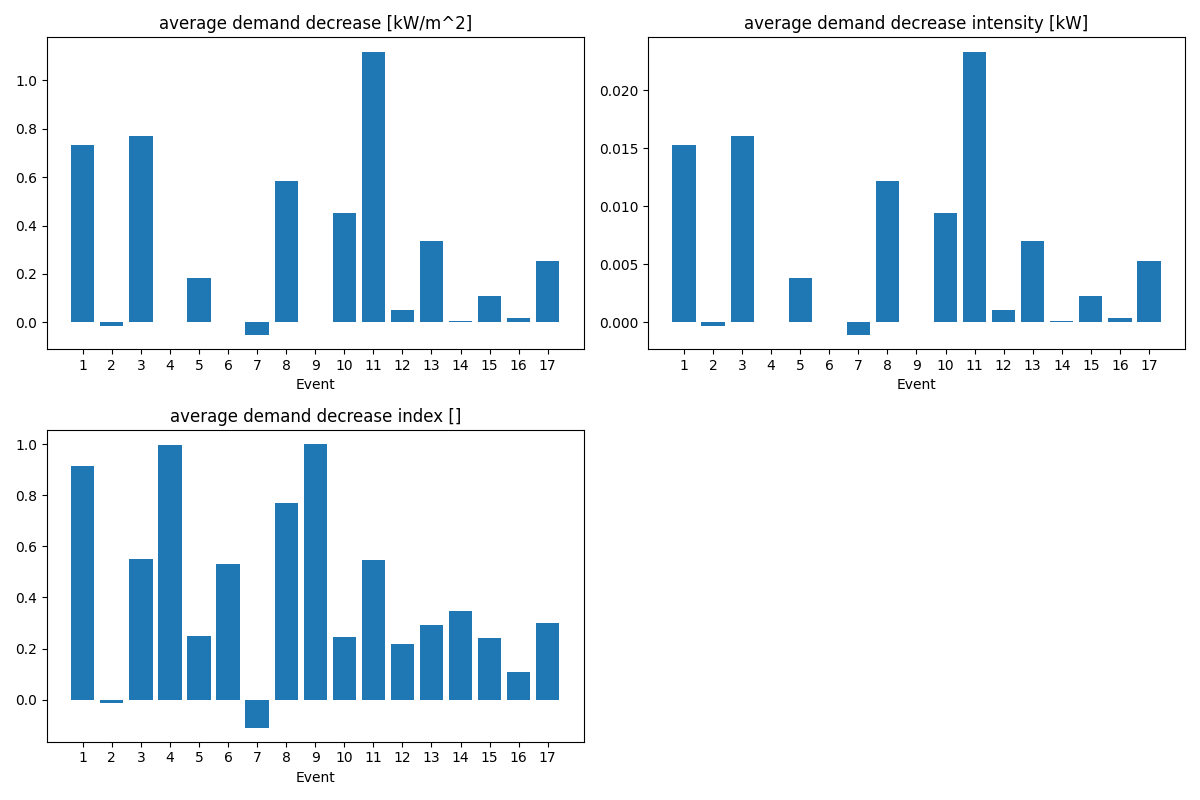 average demand decrease [kW/m^2]
1.0
0.8
0.6
0.4
0.2
0.0
1 2 3 4 5 6 7 8 9 10 11 12 13 14 15 16 17
Event
average demand decrease intensity [kW]
0.020
0.015
0.010
0.005
0.000
1 2 3 4 5 6 7 8 9 10 11 12 13 14 15 16 17
Event
average demand decrease index []
1.0
0.8
0.6
0.4
0.2
0.0
1 2 3 4 5 6 7 8 9 10 11 12 13 14 15 16 17
Event